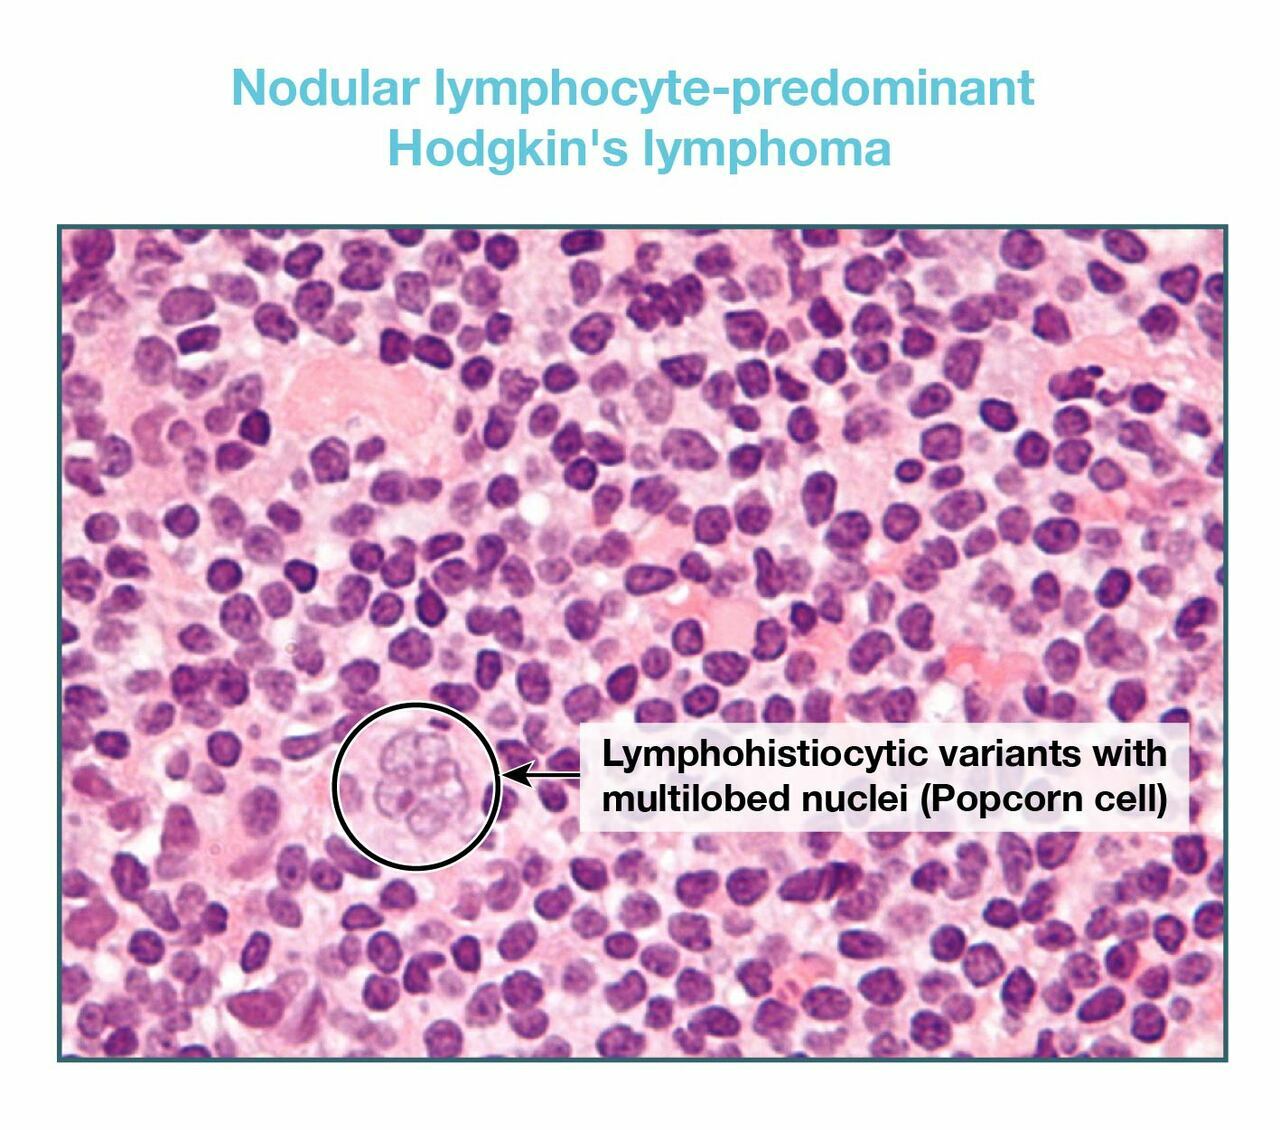 Nodular lymphocyte-predominant
Hodgkin's lymphoma
Lymphohistiocytic variants with
multilobed nuclei (Popcorn cell)